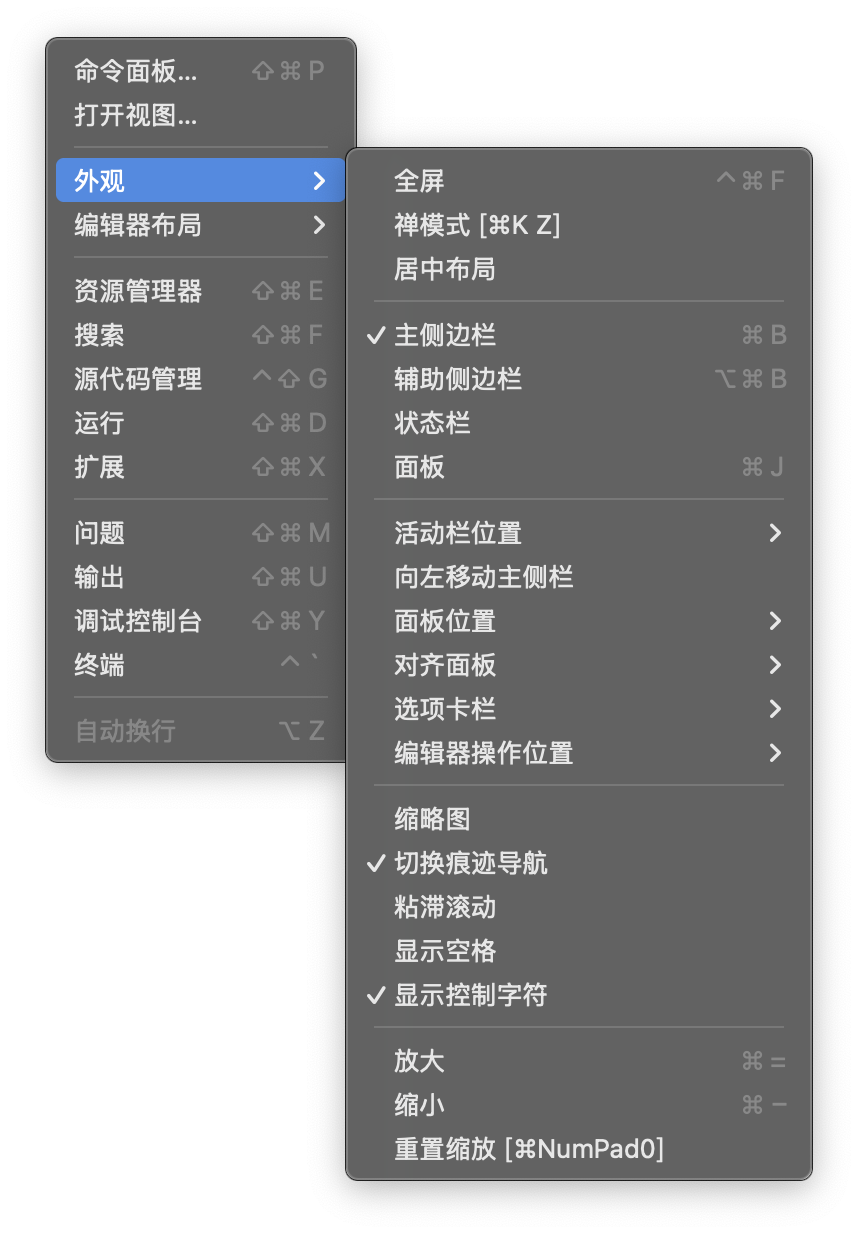 命令面板... ⇧⌘P
打开视图...
外观
编辑器布局
资源管理器 ⇧⌘E
搜索 ⇧⌘F
源代码管理 ^⇧G
运行 ⇧⌘D
扩展 ⇧⌘X
问题 ⇧⌘M
输出 ⇧⌘U
调试控制台 ⇧⌘Y
终端 ^`
自动换行 ⌥Z
全屏 ^⌘F
禅模式 [⌘K Z]
居中布局
✓ 主侧边栏 ⌘B
辅助侧边栏 ⌥⌘B
状态栏
面板 ⌘J
活动栏位置
向左移动主侧栏
面板位置
对齐面板
选项卡栏
编辑器操作位置
缩略图
✓ 切换痕迹导航
粘滞滚动
显示空格
✓ 显示控制字符
放大 ⌘=
缩小 ⌘−
重置缩放 [⌘NumPad0]